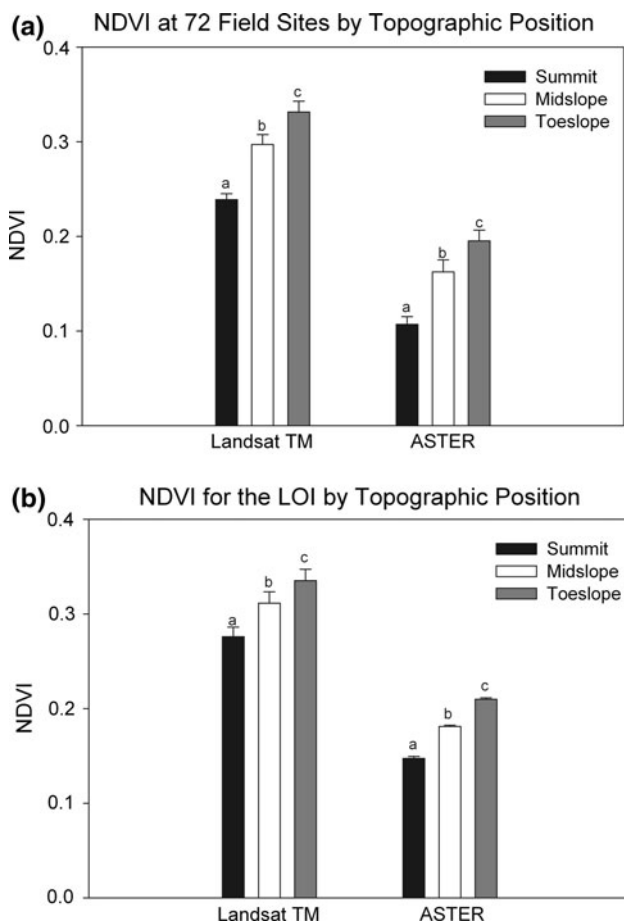 (a) NDVI at 72 Field Sites by Topographic Position
0.4
0.3
0.2
0.1
0.0
NDVI
Summit
Midslope
Toeslope
a
b
c
a
b
c
Landsat TM
ASTER
(b) NDVI for the LOI by Topographic Position
0.4
0.3
0.2
0.1
0.0
NDVI
Summit
Midslope
Toeslope
a
b
c
a
b
c
Landsat TM
ASTER